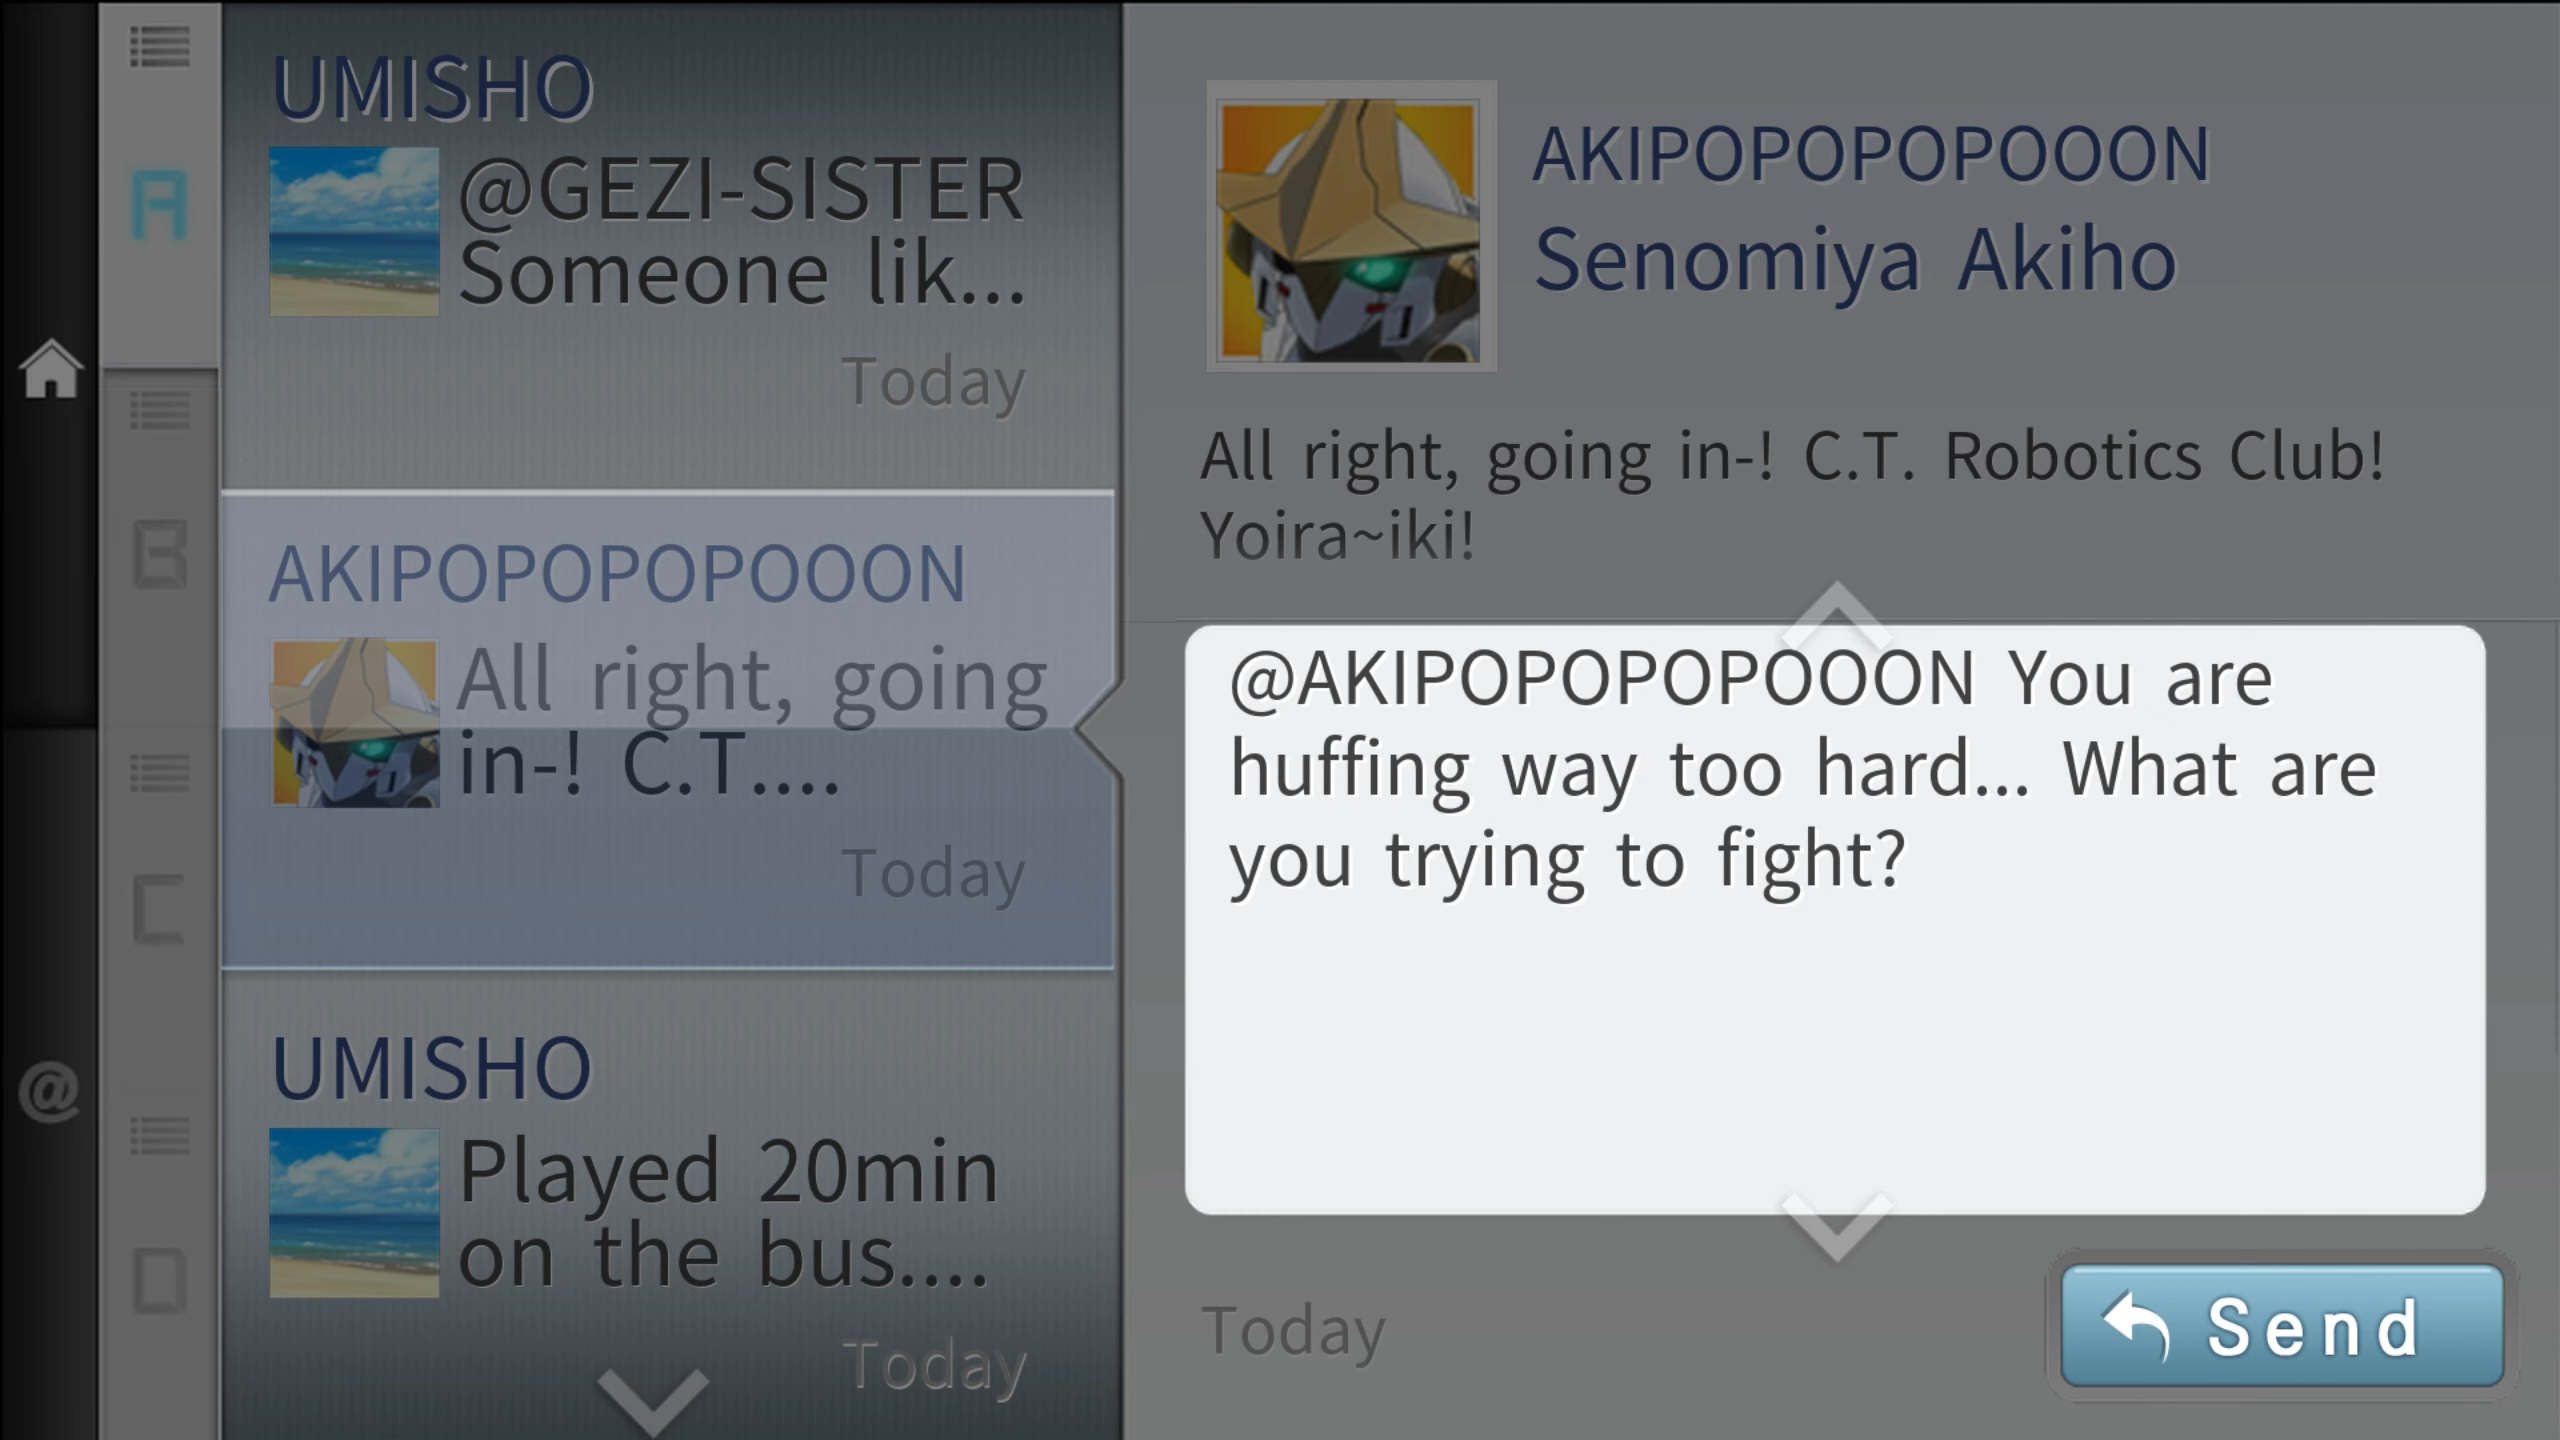 A
B
C
D
@
UMISHO
@GEZI-SISTER
Someone lik...
Today
AKIPOPOPOPOOON
All right, going
in-! C.T....
Today
UMISHO
Played 20min
on the bus....
Today
AKIPOPOPOPOOON
Senomiya Akiho
All right, going in-! C.T. Robotics Club!
Yoira~iki!
@AKIPOPOPOPOOON You are
huffing way too hard... What are
you trying to fight?
Today
Send